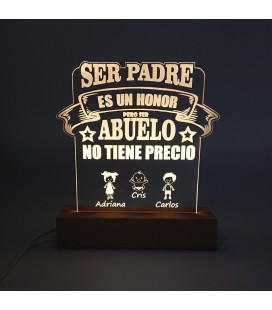 SER PADRE
ES UN HONOR
PERO SER
ABUELO
NO TIENE PRECIO
Cris
Adriana Carlos